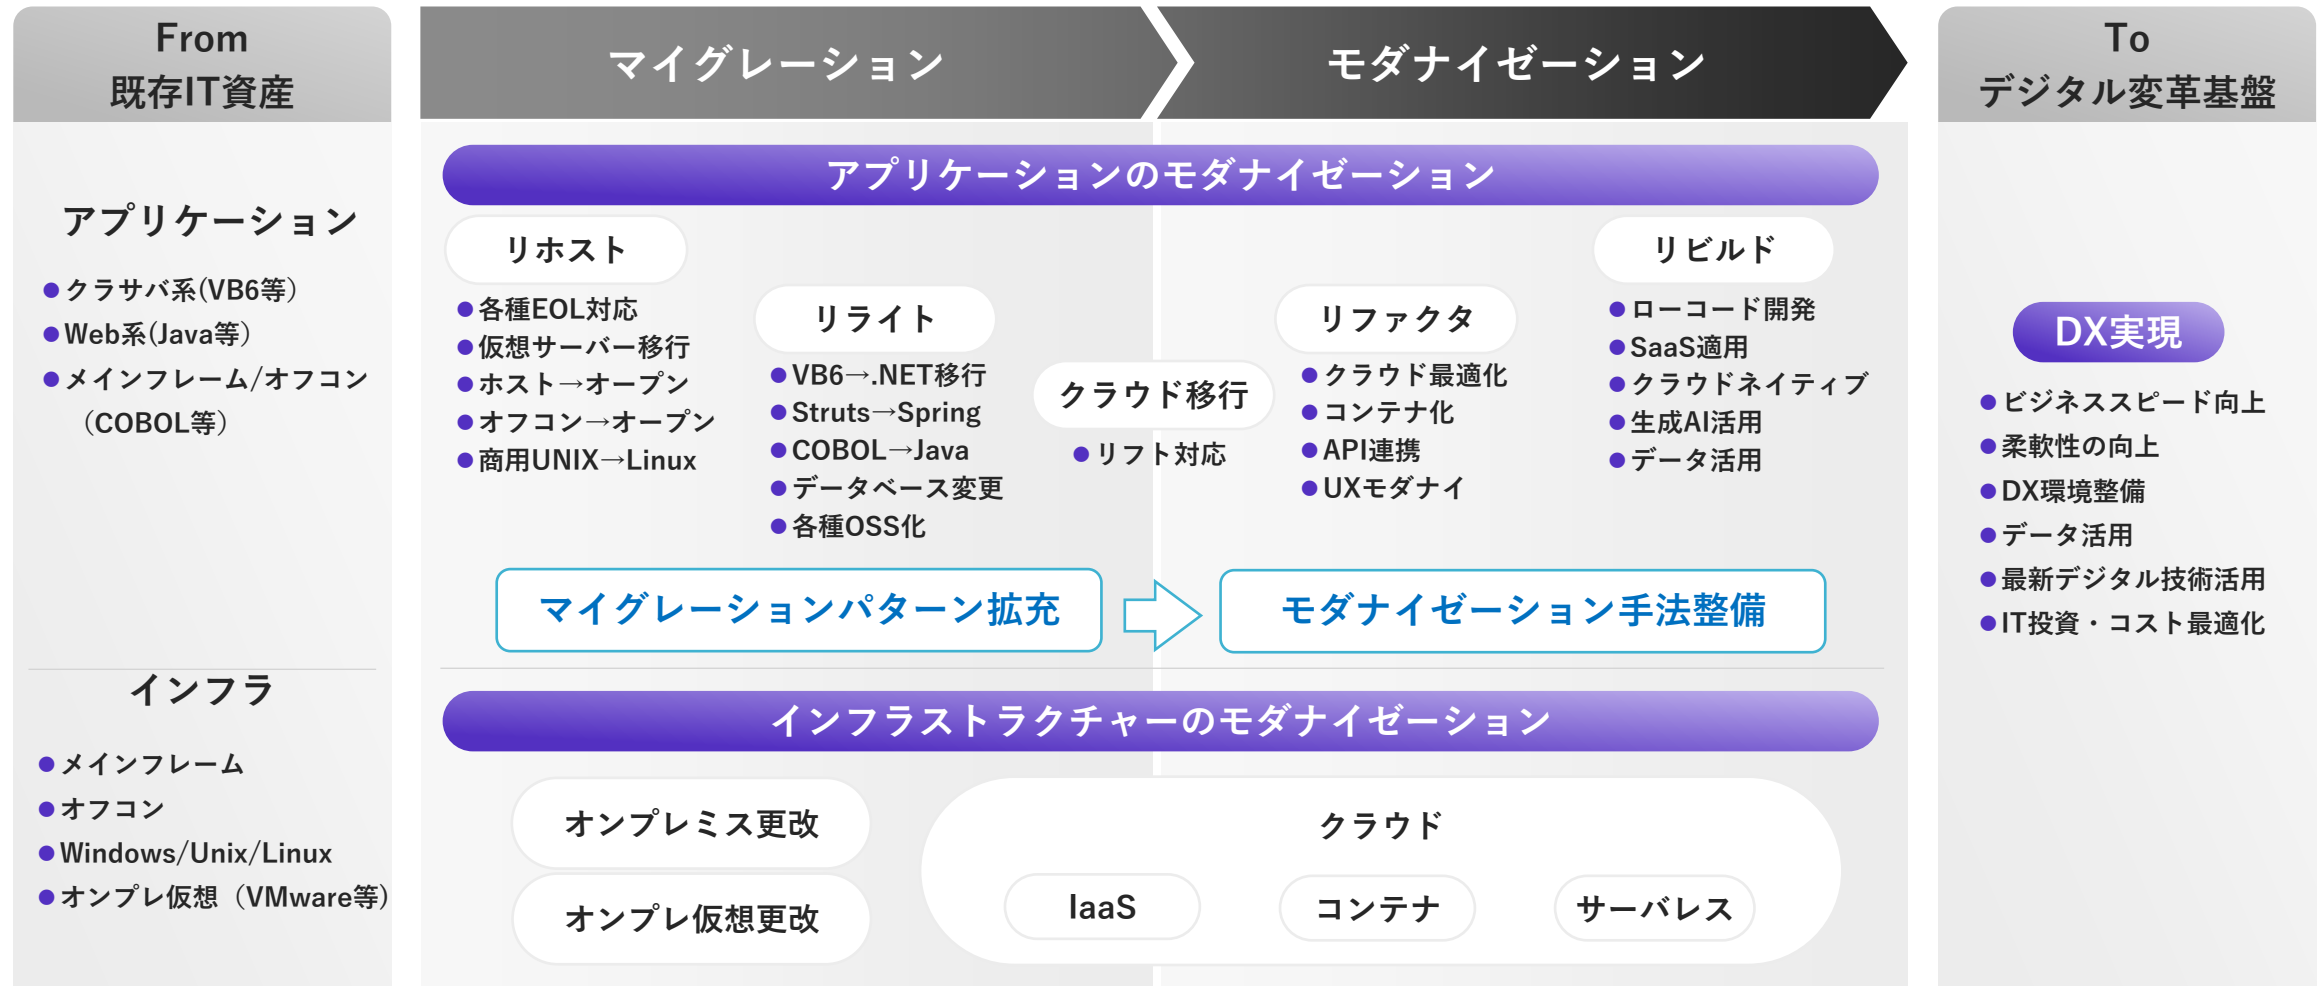 From
既存IT資産
アプリケーション
●クラサバ系(VB6等)
●Web系(Java等)
●メインフレーム/オフコン
（COBOL等）
インフラ
●メインフレーム
●オフコン
●Windows/Unix/Linux
●オンプレ仮想（VMware等)
マイグレーション
モダナイゼーション
アプリケーションのモダナイゼーション
リホスト
●各種EOL対応
●仮想サーバー移行
●ホスト→オープン
●オフコン→オープン
●商用UNIX→Linux
リライト
●VB6→.NET移行
●Struts→Spring
●COBOL→Java
●データベース変更
●各種OSS化
クラウド移行
●リフト対応
リファクタ
●クラウド最適化
●コンテナ化
●API連携
●UXモダナイ
リビルド
●ローコード開発
●SaaS適用
●クラウドネイティブ
●生成AI活用
●データ活用
マイグレーションパターン拡充
モダナイゼーション手法整備
インフラストラクチャーのモダナイゼーション
オンプレミス更改
オンプレ仮想更改
クラウド
IaaS
コンテナ
サーバレス
To
デジタル変革基盤
DX実現
●ビジネススピード向上
●柔軟性の向上
●DX環境整備
●データ活用
●最新デジタル技術活用
●IT投資・コスト最適化